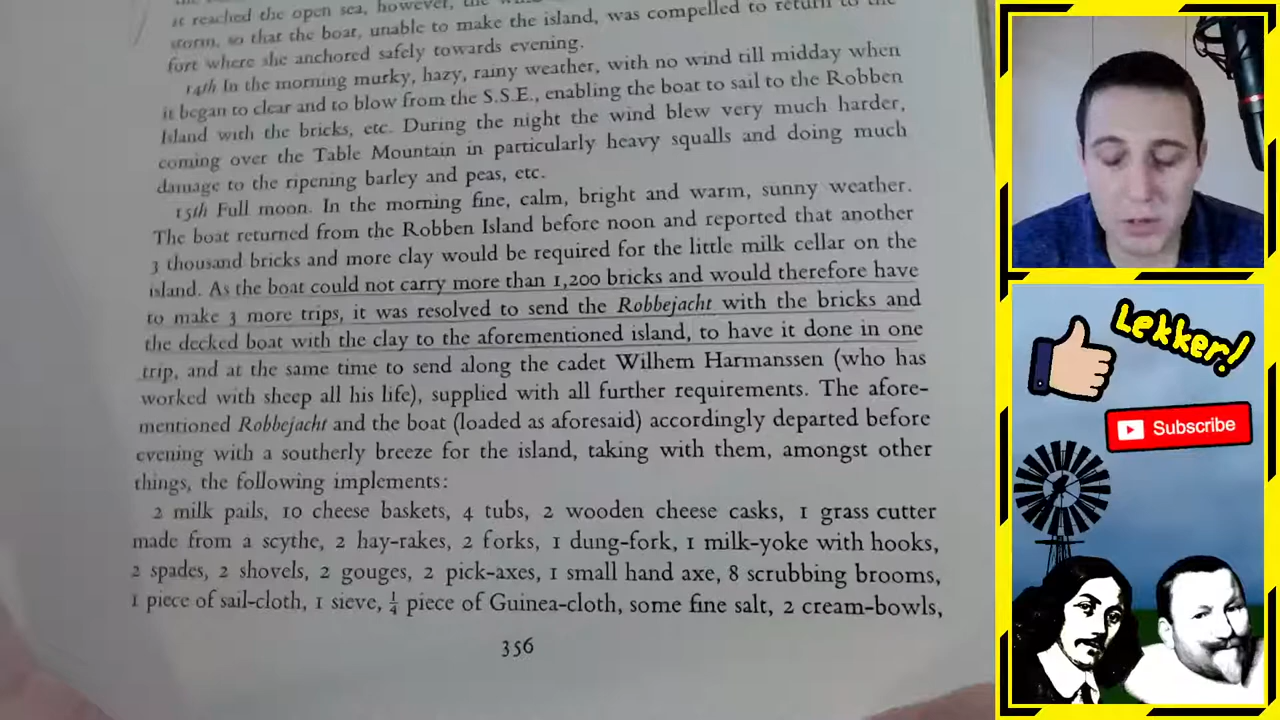 it reached the open sea, however, the
storm, so that the boat, unable to make the island, was compelled to return to the
fort where she anchored safely towards evening.
14th In the morning murky, hazy, rainy weather, with no wind till midday when
it began to clear and to blow from the S.S.E., enabling the boat to sail to the Robben
Island with the bricks, etc. During the night the wind blew very much harder,
coming over the Table Mountain in particularly heavy squalls and doing much
damage to the ripening barley and peas, etc.
15th Full moon. In the morning fine, calm, bright and warm, sunny weather.
The boat returned from the Robben Island before noon and reported that another
3 thousand bricks and more clay would be required for the little milk cellar on the
island. As the boat could not carry more than 1,200 bricks and would therefore have
to make 3 more trips, it was resolved to send the Robbejacht with the bricks and
the decked boat with the clay to the aforementioned island, to have it done in one
trip, and at the same time to send along the cadet Wilhem Harmanssen (who has
worked with sheep all his life), supplied with all further requirements. The afore-
mentioned Robbejacht and the boat (loaded as aforesaid) accordingly departed before
evening with a southerly breeze for the island, taking with them, amongst other
things, the following implements:
2 milk pails, 10 cheese baskets, 4 tubs, 2 wooden cheese casks, 1 grass cutter
made from a scythe, 2 hay-rakes, 2 forks, 1 dung-fork, 1 milk-yoke with hooks,
2 spades, 2 shovels, 2 gouges, 2 pick-axes, 1 small hand axe, 8 scrubbing brooms,
1 piece of sail-cloth, 1 sieve, ¼ piece of Guinea-cloth, some fine salt, 2 cream-bowls,
356
Lekker!
Subscribe